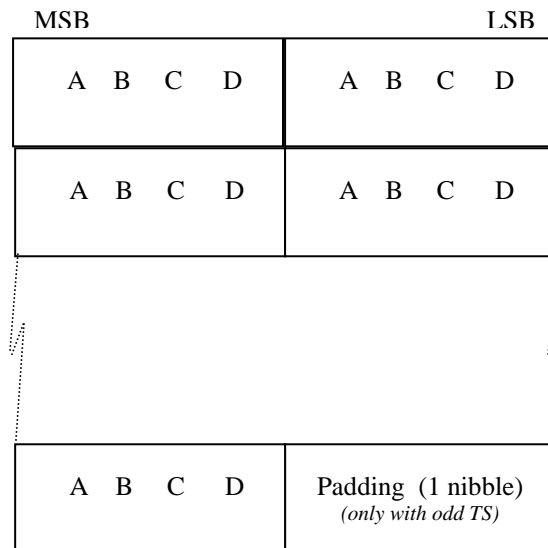 MSB LSB
A B C D A B C D
A B C D A B C D
A B C D Padding (1 nibble)
(only with odd TS)